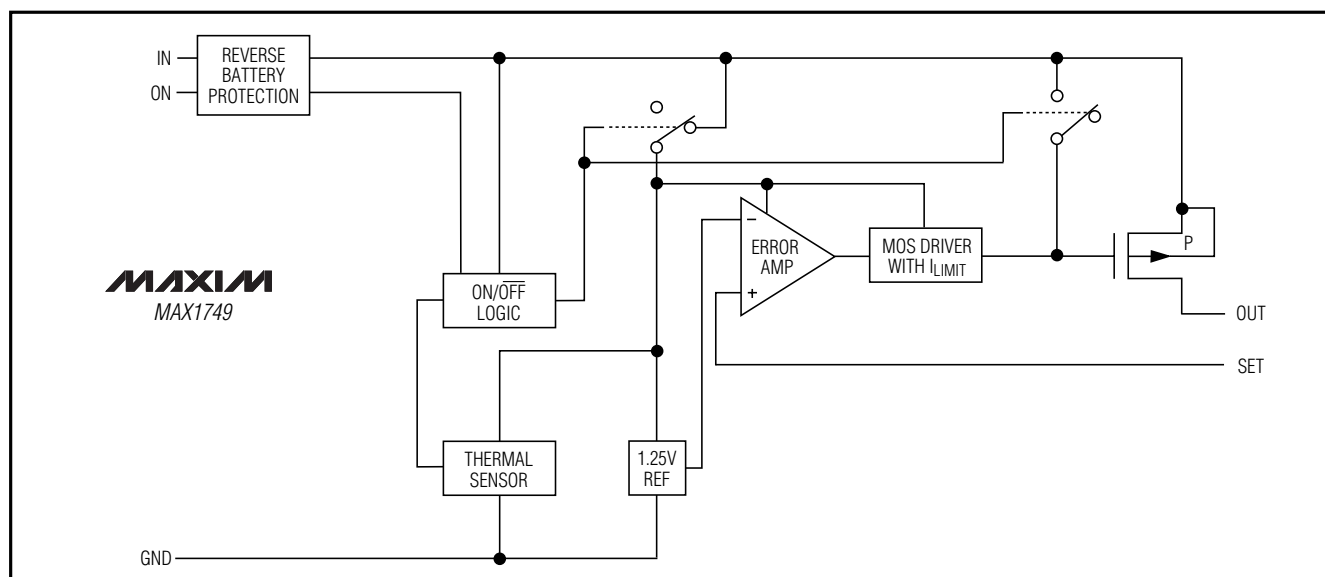 IN
ON
REVERSE
BATTERY
PROTECTION
MAXIM
MAX1749
ON/OFF
LOGIC
THERMAL
SENSOR
1.25V
REF
−
ERROR
AMP
+
MOS DRIVER
WITH ILIMIT
P
OUT
SET
GND